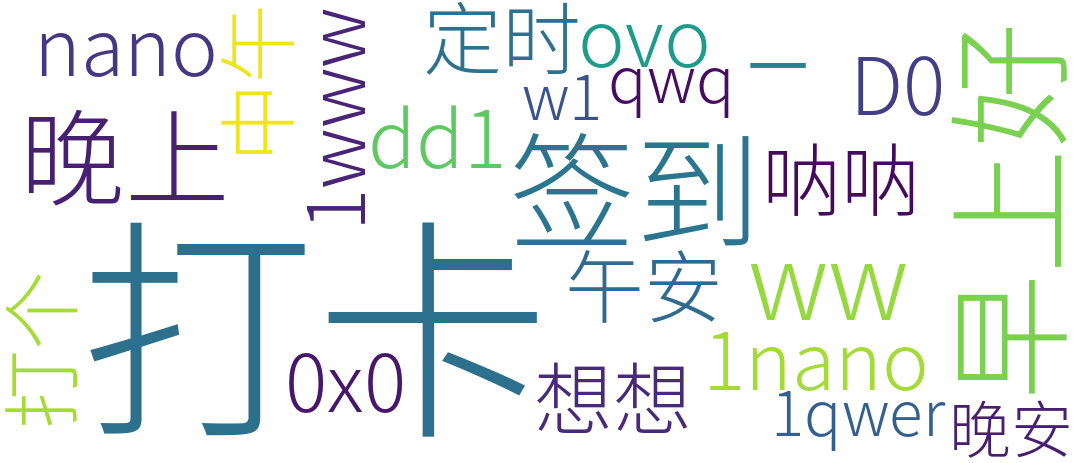 nano
中午
1www
定时
ovo
一
D0
早上好
w1
qwq
晚上
dd1
签到
呐呐
打卡
午安
ww
打个
0x0
想想
1nano
1qwer
晚安